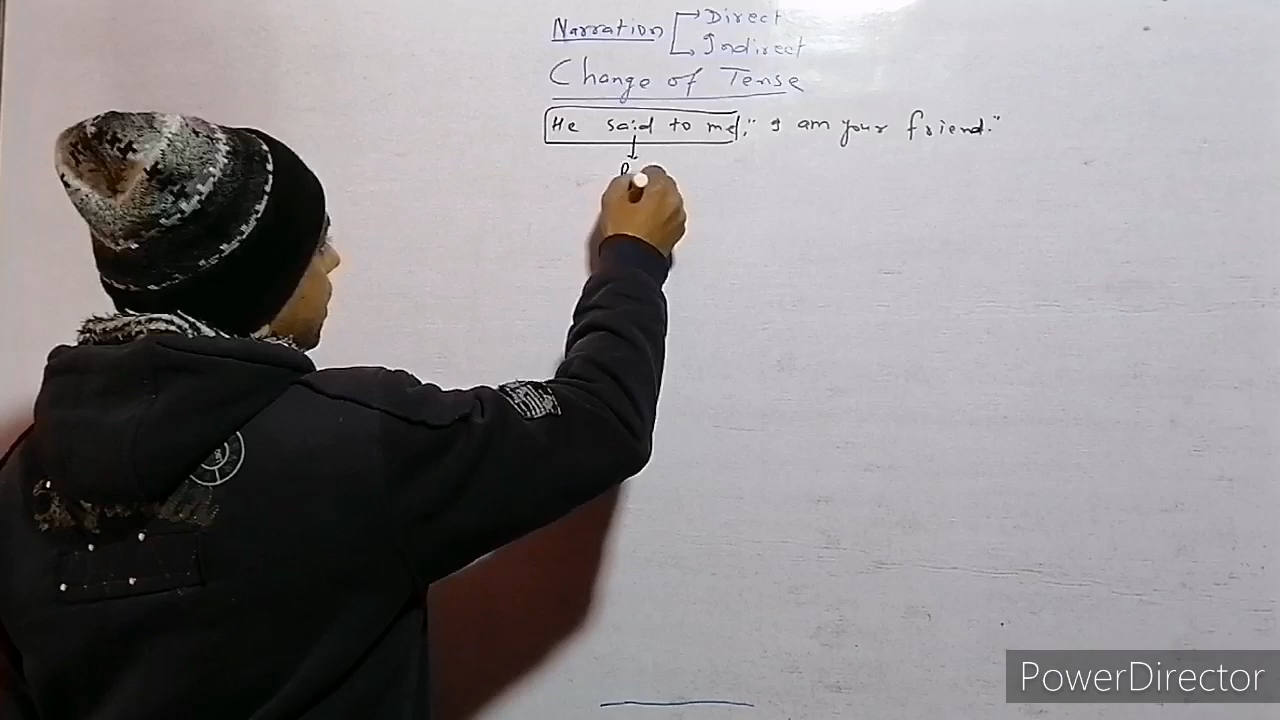 Narration Direct
Indirect
Change of Tense
He said to me, " I am your friend."
PowerDirector